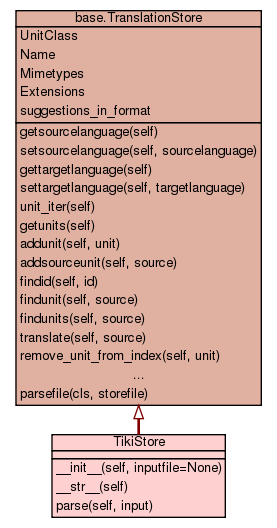 base.TranslationStore
UnitClass
Name
Mimetypes
Extensions
suggestions_in_format
getsourcelanguage(self)
setsourcelanguage(self, sourcelanguage)
gettargetlanguage(self)
settargetlanguage(self, targetlanguage)
unit_iter(self)
getunits(self)
addunit(self, unit)
addsourceunit(self, source)
findid(self, id)
findunit(self, source)
findunits(self, source)
translate(self, source)
remove_unit_from_index(self, unit)
...
parsefile(cls, storefile)
TikiStore
__init__(self, inputfile=None)
__str__(self)
parse(self, input)